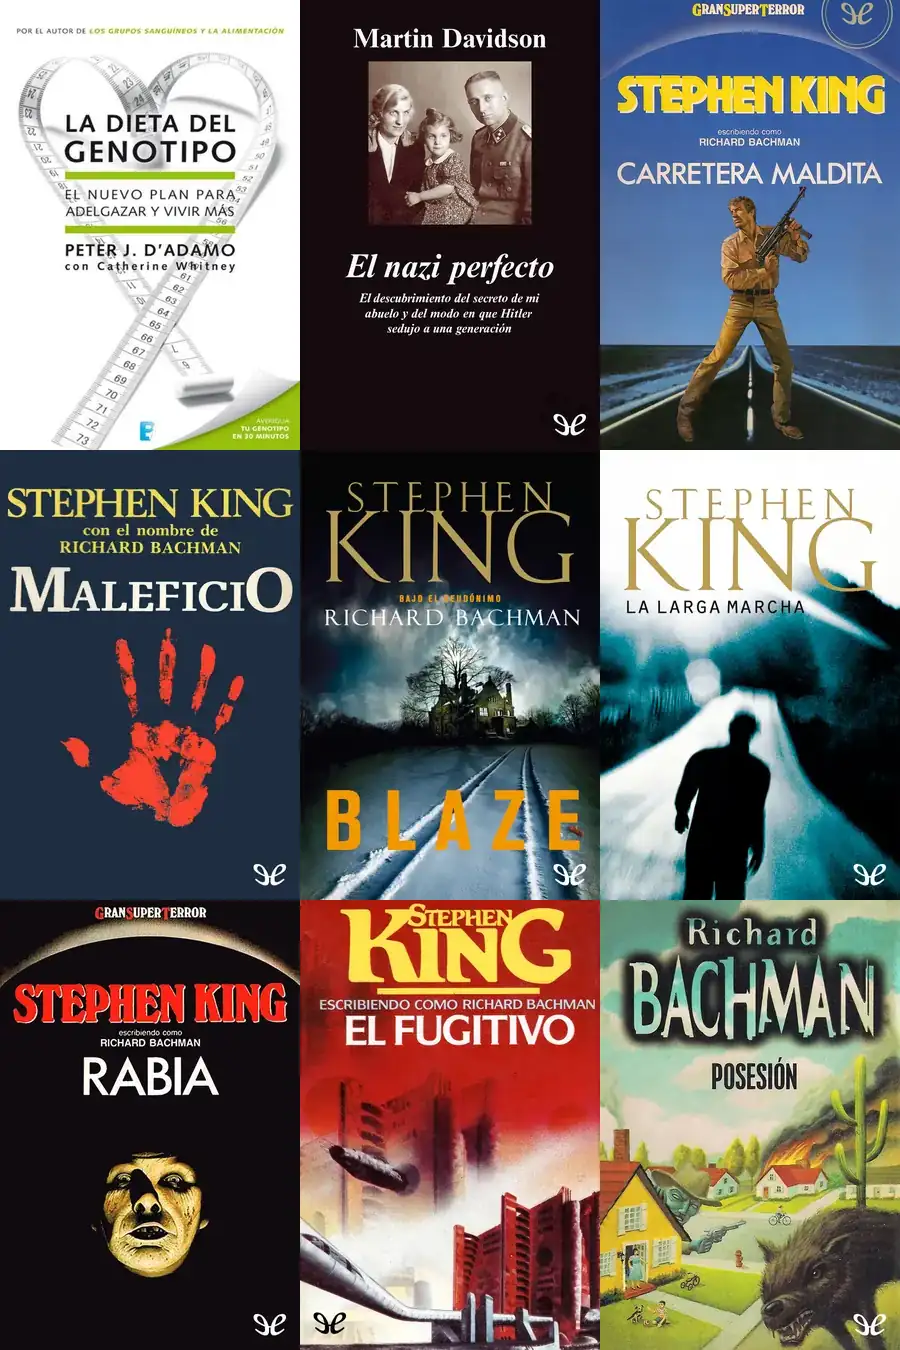 POR EL AUTOR DE LOS GRUPOS SANGUÍNEOS Y LA ALIMENTACIÓN
LA DIETA DEL
GENOTIPO
EL NUEVO PLAN PARA
ADELGAZAR Y VIVIR MÁS
PETER J. D'ADAMO
con Catherine Whitney
AVERIGUA
TU GENOTIPO
EN 30 MINUTOS
Martin Davidson
El nazi perfecto
El descubrimiento del secreto de mi
abuelo y del modo en que Hitler
sedujo a una generación
GRANSUPERTERROR
STEPHEN KING
escribiendo como
RICHARD BACHMAN
CARRETERA MALDITA
STEPHEN KING
con el nombre de
RICHARD BACHMAN
MALEFICIO
STEPHEN
KING
BAJO EL SEUDÓNIMO
RICHARD BACHMAN
BLAZE
STEPHEN
KING
LA LARGA MARCHA
GRANSUPERTERROR
STEPHEN KING
escribiendo como
RICHARD BACHMAN
RABIA
STEPHEN
KING
ESCRIBIENDO COMO RICHARD BACHMAN
EL FUGITIVO
Richard
BACHMAN
POSESIÓN